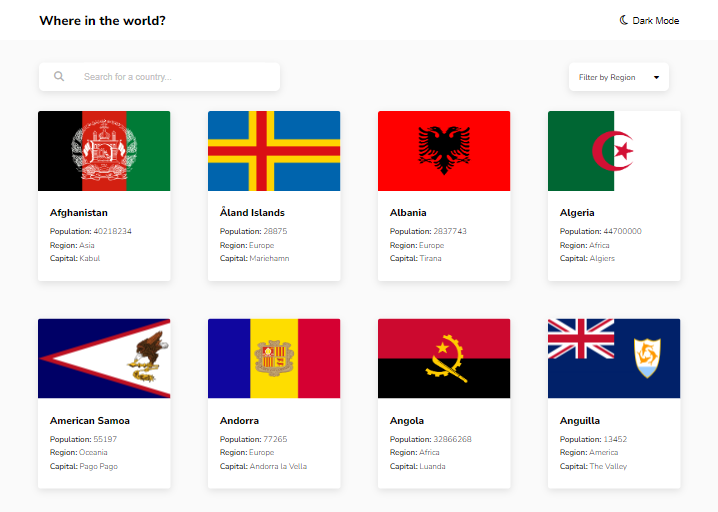 Where in the world?
Dark Mode
Search for a country...
Filter by Region
Afghanistan
Population: 40218234
Region: Asia
Capital: Kabul
Åland Islands
Population: 28875
Region: Europe
Capital: Mariehamn
Albania
Population: 2837743
Region: Europe
Capital: Tirana
Algeria
Population: 44700000
Region: Africa
Capital: Algiers
American Samoa
Population: 55197
Region: Oceania
Capital: Pago Pago
Andorra
Population: 77265
Region: Europe
Capital: Andorra la Vella
Angola
Population: 32866268
Region: Africa
Capital: Luanda
Anguilla
Population: 13452
Region: America
Capital: The Valley